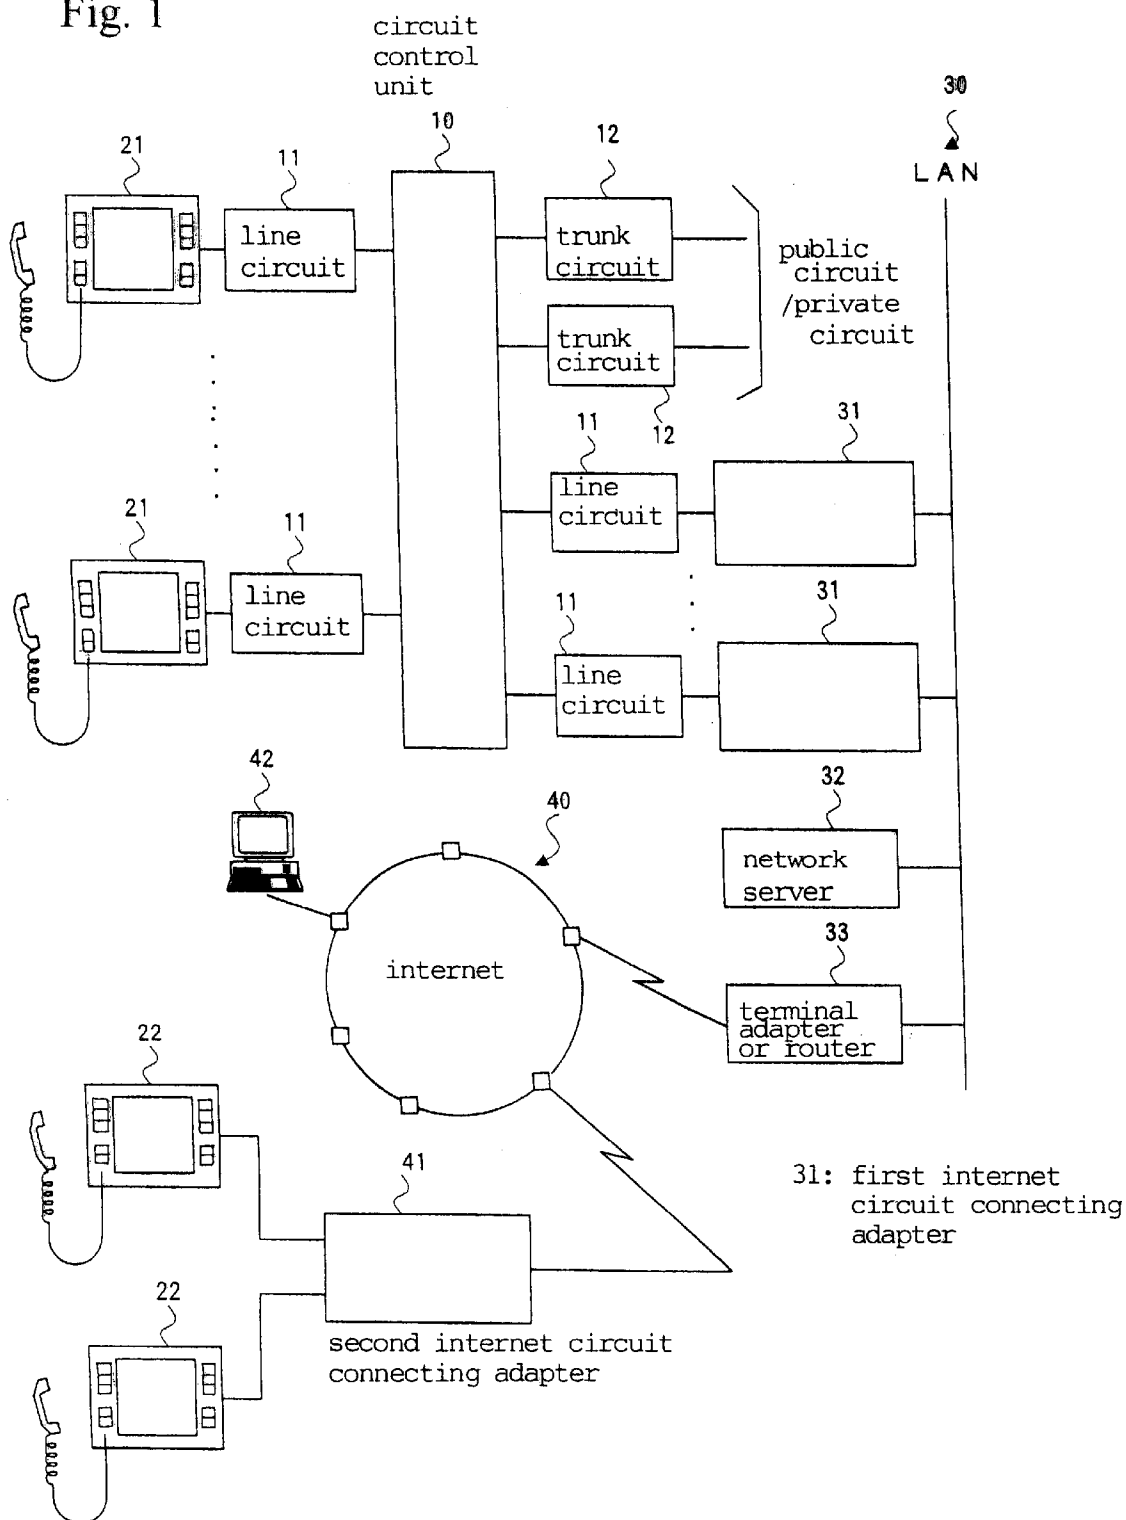 Fig. 1
circuit
control
unit
30
10
12
21
11
LAN
line
circuit
trunk
circuit
public
circuit
/private
circuit
trunk
circuit
12
11
31
line
circuit
21
11
line
circuit
11
31
line
circuit
42
40
32
network
server
33
internet
terminal
adapter
or router
22
41
31: first internet
circuit connecting
adapter
22
second internet circuit
connecting adapter